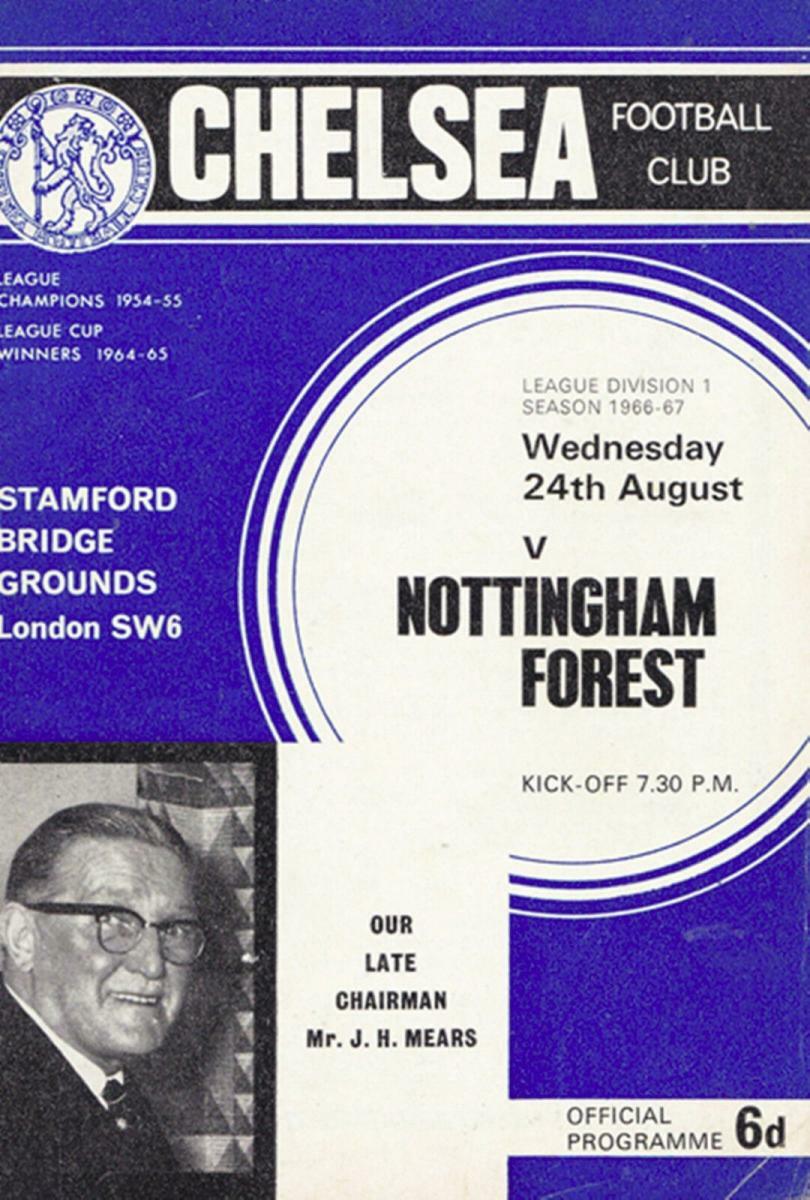 CHELSEA
FOOTBALL
CLUB
LEAGUE
CHAMPIONS 1954-55
LEAGUE CUP
WINNERS 1964-65
LEAGUE DIVISION 1
SEASON 1966-67
Wednesday
24th August
v
NOTTINGHAM
FOREST
STAMFORD
BRIDGE
GROUNDS
London SW6
KICK-OFF 7.30 P.M.
OUR
LATE
CHAIRMAN
Mr. J. H. MEARS
OFFICIAL
PROGRAMME 6d